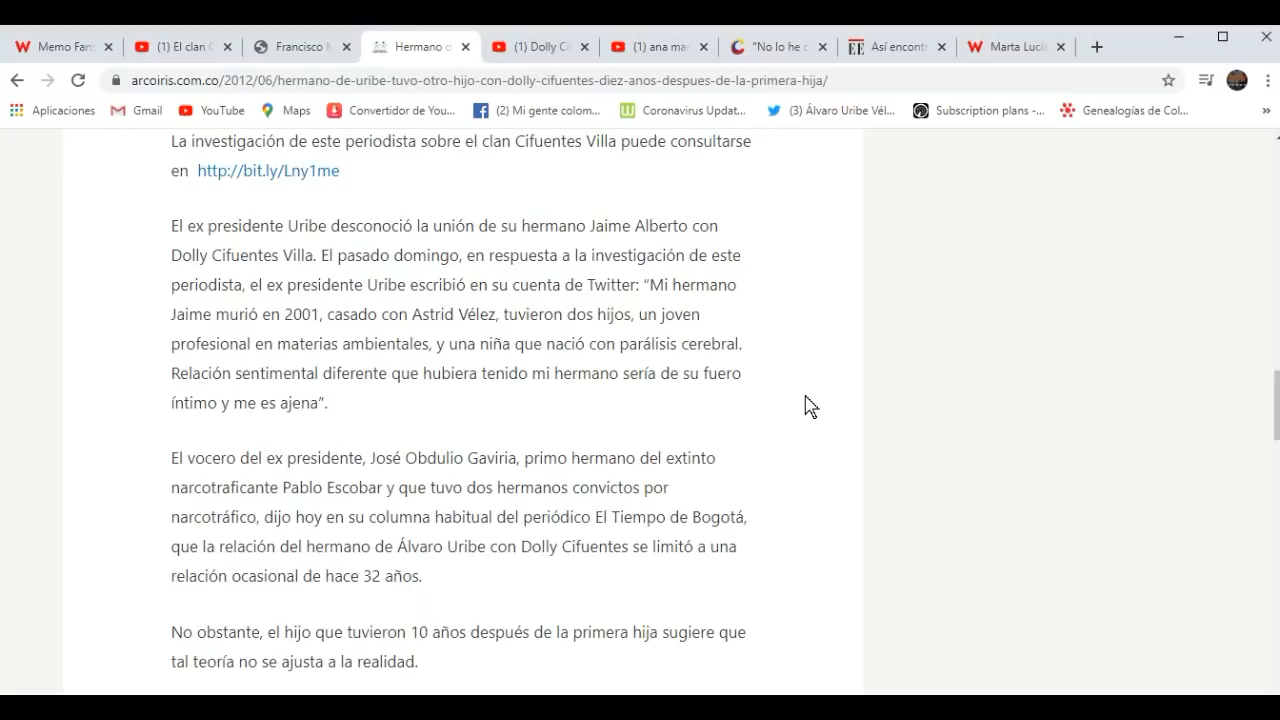 Memo Fan
(1) El clan C
Francisco M
Hermano o
(1) Dolly C
(1) ana ma
"No lo he c
Así encont
Marta Lucí
arcoiris.com.co/2012/06/hermano-de-uribe-tuvo-otro-hijo-con-dolly-cifuentes-diez-anos-despues-de-la-primera-hija/
Aplicaciones
Gmail
YouTube
Maps
Convertidor de You...
(2) Mi gente colom...
Coronavirus Updat...
(3) Álvaro Uribe Vél...
Subscription plans -...
Genealogías de Col...
La investigación de este periodista sobre el clan Cifuentes Villa puede consultarse
en http://bit.ly/Lny1me
El ex presidente Uribe desconoció la unión de su hermano Jaime Alberto con
Dolly Cifuentes Villa. El pasado domingo, en respuesta a la investigación de este
periodista, el ex presidente Uribe escribió en su cuenta de Twitter: “Mi hermano
Jaime murió en 2001, casado con Astrid Vélez, tuvieron dos hijos, un joven
profesional en materias ambientales, y una niña que nació con parálisis cerebral.
Relación sentimental diferente que hubiera tenido mi hermano sería de su fuero
íntimo y me es ajena”.
El vocero del ex presidente, José Obdulio Gaviria, primo hermano del extinto
narcotraficante Pablo Escobar y que tuvo dos hermanos convictos por
narcotráfico, dijo hoy en su columna habitual del periódico El Tiempo de Bogotá,
que la relación del hermano de Álvaro Uribe con Dolly Cifuentes se limitó a una
relación ocasional de hace 32 años.
No obstante, el hijo que tuvieron 10 años después de la primera hija sugiere que
tal teoría no se ajusta a la realidad.